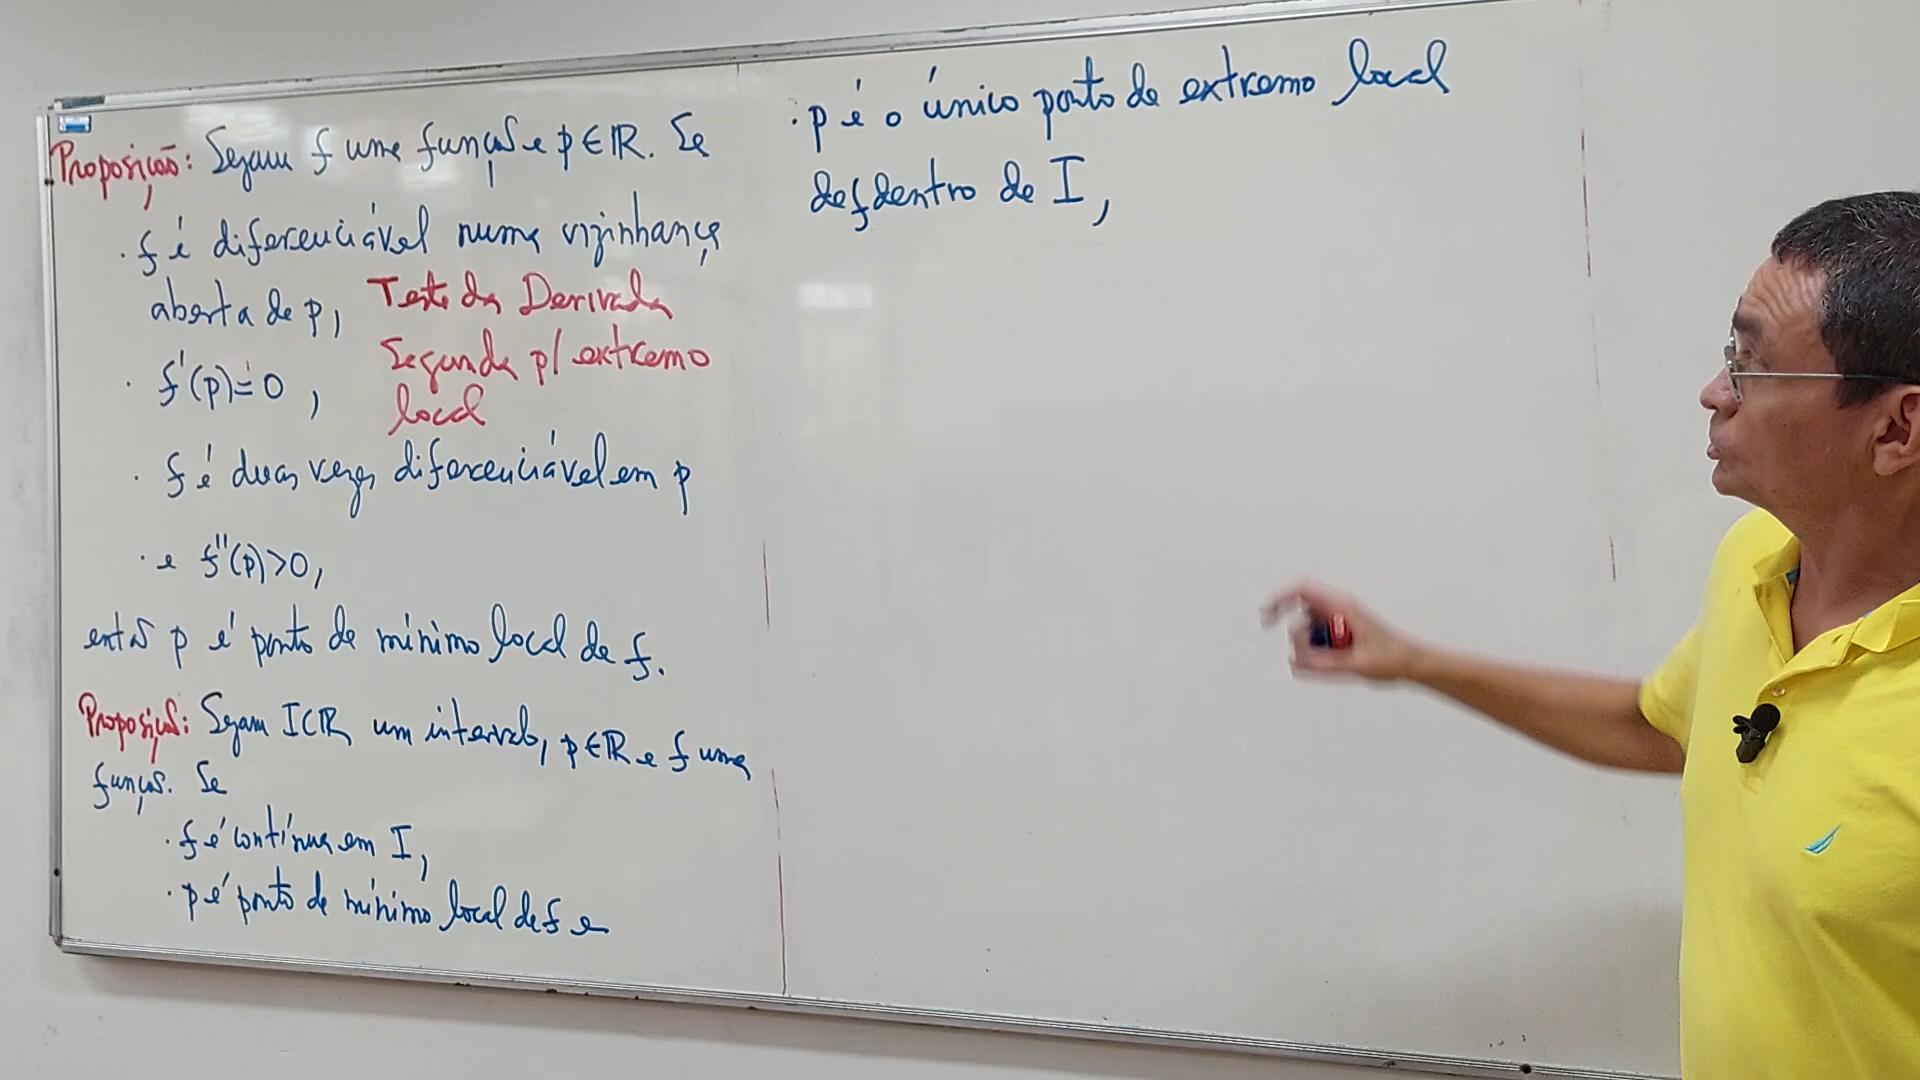 Proposição: Sejam f uma função e p∈ℝ. Se
· f é diferenciável numa vizinhança
aberta de p,
Teste da Derivada
Segunda p/ extremo
local
· f'(p)=0,
· f é duas vezes diferenciável em p
· e f''(p)>0,
então p é ponto de mínimo local de f.
Proposição: Sejam I⊂ℝ um intervalo, p∈ℝ e f uma
função. Se
· f é contínua em I,
· p é ponto de mínimo local de f e
· p é o único ponto de extremo local
de f dentro de I,